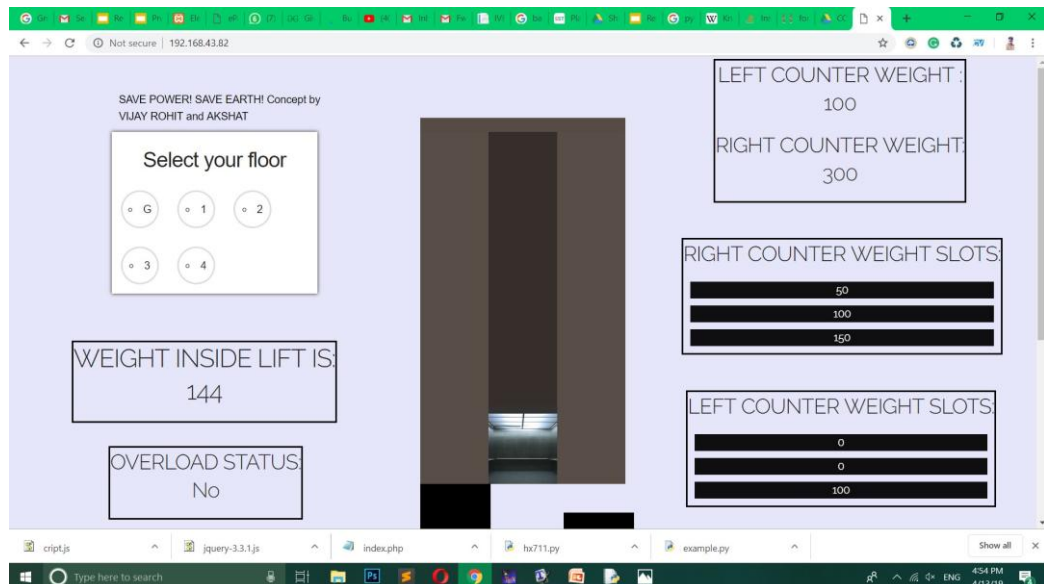 Not secure
192.168.43.82
SAVE POWER! SAVE EARTH! Concept by
VIJAY ROHIT and AKSHAT
Select your floor
G 1 2
3 4
WEIGHT INSIDE LIFT IS:
144
OVERLOAD STATUS:
No
LEFT COUNTER WEIGHT :
100
RIGHT COUNTER WEIGHT:
300
RIGHT COUNTER WEIGHT SLOTS:
50
100
150
LEFT COUNTER WEIGHT SLOTS:
0
0
100
cript.js
jquery-3.3.1.js
index.php
hx711.py
example.py
Show all
Type here to search
ENG
4:54 PM